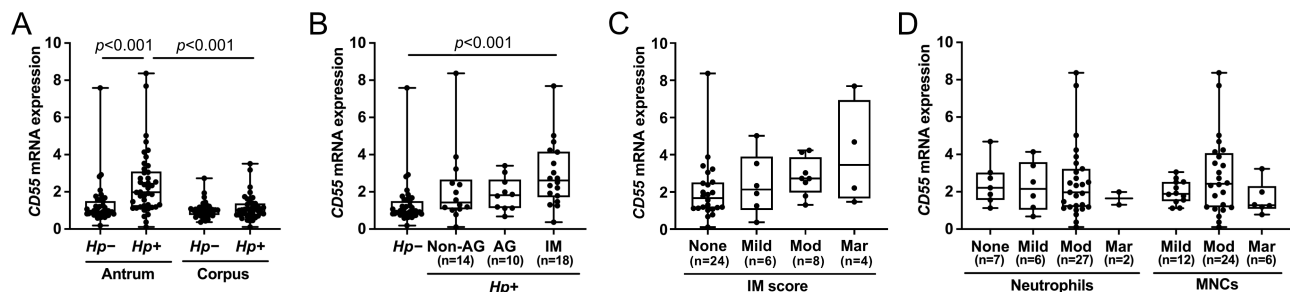 A
CD55 mRNA expression
10
8
6
4
2
0
p<0.001
p<0.001
Hp− Hp+ Hp− Hp+
Antrum Corpus
B
CD55 mRNA expression
10
8
6
4
2
0
p<0.001
Hp− Non-AG AG IM
(n=14) (n=10) (n=18)
Hp+
C
CD55 mRNA expression
10
8
6
4
2
0
None Mild Mod Mar
(n=24) (n=6) (n=8) (n=4)
IM score
D
CD55 mRNA expression
10
8
6
4
2
0
None Mild Mod Mar Mild Mod Mar
(n=7) (n=6) (n=27) (n=2) (n=12) (n=24) (n=6)
Neutrophils MNCs